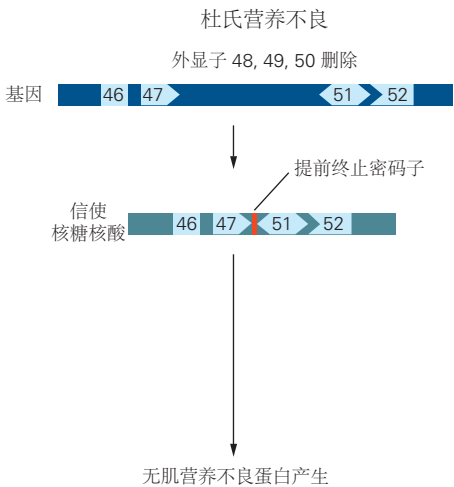 杜氏营养不良
外显子 48, 49, 50 删除
基因 46 47 51 52
提前终止密码子
信使
核糖核酸 46 47 51 52
无肌营养不良蛋白产生